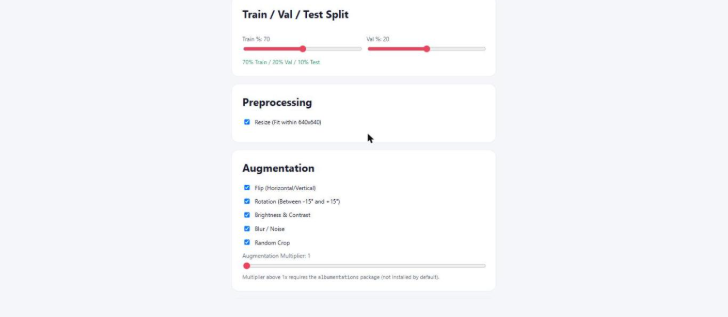 Train / Val / Test Split
Train %: 70
Val %: 20
70% Train / 20% Val / 10% Test
Preprocessing
Resize (Fit within 640x640)
Augmentation
Flip (Horizontal/Vertical)
Rotation (Between -15° and +15°)
Brightness & Contrast
Blur / Noise
Random Crop
Augmentation Multiplier: 1
Multiplier above 1x requires the albumentations package (not installed by default).